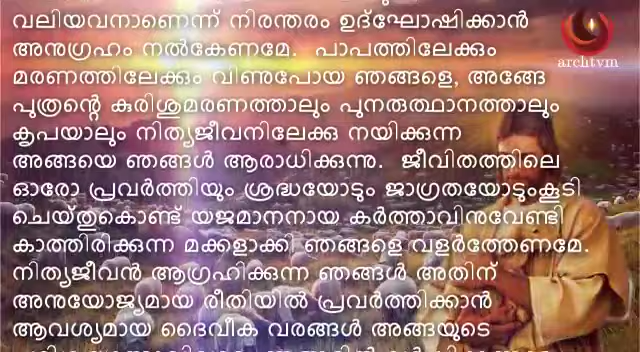 വലിയവനാണെന്ന് നിരന്തരം ഉദ്ഘോഷിക്കാൻ
അനുഗ്രഹം നൽകേണമേ. പാപത്തിലേക്കും
മരണത്തിലേക്കും വീണുപോയ ഞങ്ങളെ, അങ്ങേ
പുത്രന്റെ കുരിശുമരണത്താലും പുനരുത്ഥാനത്താലും
കൃപയാലും നിത്യജീവനിലേക്കു നയിക്കുന്ന
അങ്ങയെ ഞങ്ങൾ ആരാധിക്കുന്നു. ജീവിതത്തിലെ
ഓരോ പ്രവർത്തിയും ശ്രദ്ധയോടും ജാഗ്രതയോടുംകൂടി
ചെയ്തുകൊണ്ട് യജമാനനായ കർത്താവിനുവേണ്ടി
കാത്തിരിക്കുന്ന മക്കളാക്കി ഞങ്ങളെ വളർത്തേണമേ.
നിത്യജീവൻ ആഗ്രഹിക്കുന്ന ഞങ്ങൾ അതിന്
അനുയോജ്യമായ രീതിയിൽ പ്രവർത്തിക്കാൻ
ആവശ്യമായ ദൈവീക വരങ്ങൾ അങ്ങയുടെ
archtvm